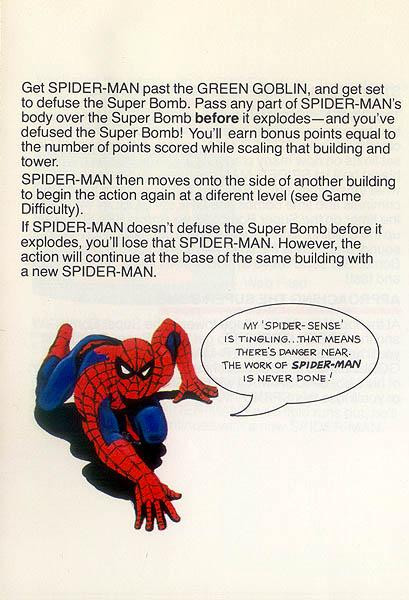 Get SPIDER-MAN past the GREEN GOBLIN, and get set
to defuse the Super Bomb. Pass any part of SPIDER-MAN's
body over the Super Bomb before it explodes—and you've
defused the Super Bomb! You'll earn bonus points equal to
the number of points scored while scaling that building and
tower.
SPIDER-MAN then moves onto the side of another building
to begin the action again at a diferent level (see Game
Difficulty).
If SPIDER-MAN doesn't defuse the Super Bomb before it
explodes, you'll lose that SPIDER-MAN. However, the
action will continue at the base of the same building with
a new SPIDER-MAN.
MY 'SPIDER-SENSE'
IS TINGLING...THAT MEANS
THERE'S DANGER NEAR.
THE WORK OF SPIDER-MAN
IS NEVER DONE!